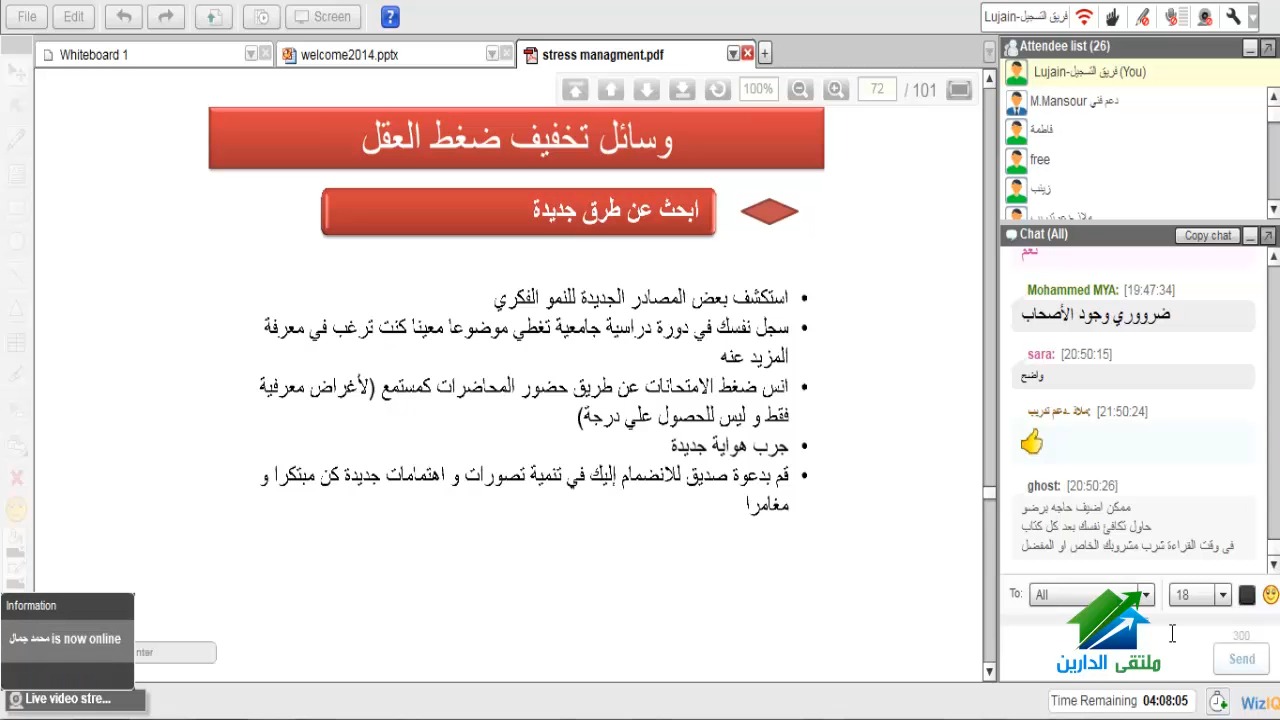 File
Edit
Screen
?
Lujain-فريق التسجيل
Whiteboard 1
welcome2014.pptx
stress managment.pdf
+
100%
72
/ 101
وسائل تخفيف ضغط العقل
ابحث عن طرق جديدة
• استكشف بعض المصادر الجديدة للنمو الفكري
• سجل نفسك في دورة دراسية جامعية تغطي موضوعا معينا كنت ترغب في معرفة
المزيد عنه
• انس ضغط الامتحانات عن طريق حضور المحاضرات كمستمع (لأغراض معرفية
فقط و ليس للحصول علي درجة)
• جرب هواية جديدة
• قم بدعوة صديق للانضمام إليك في تنمية تصورات و اهتمامات جديدة كن مبتكرا و
مغامرا
Attendee list (26)
Lujain-فريق التسجيل (You)
M.Mansour دعم فني
فاطمة
free
زينب
Chat (All)
Copy chat
نعم
Mohammed MYA: [19:47:34]
ضرووري وجود الأصحاب
sara: [20:50:15]
واضح
[21:50:24]
ghost: [20:50:26]
ممكن اضيف حاجه برضو
حاول تكافئ نفسك بعد كل كتاب
فى وقت القراءة شرب مشروبك الخاص او المفضل
To:
All
18
300
Send
ملتقى الدارين
Information
محمد جمال is now online
nter
Live video stre...
Time Remaining 04:08:05
WizIQ